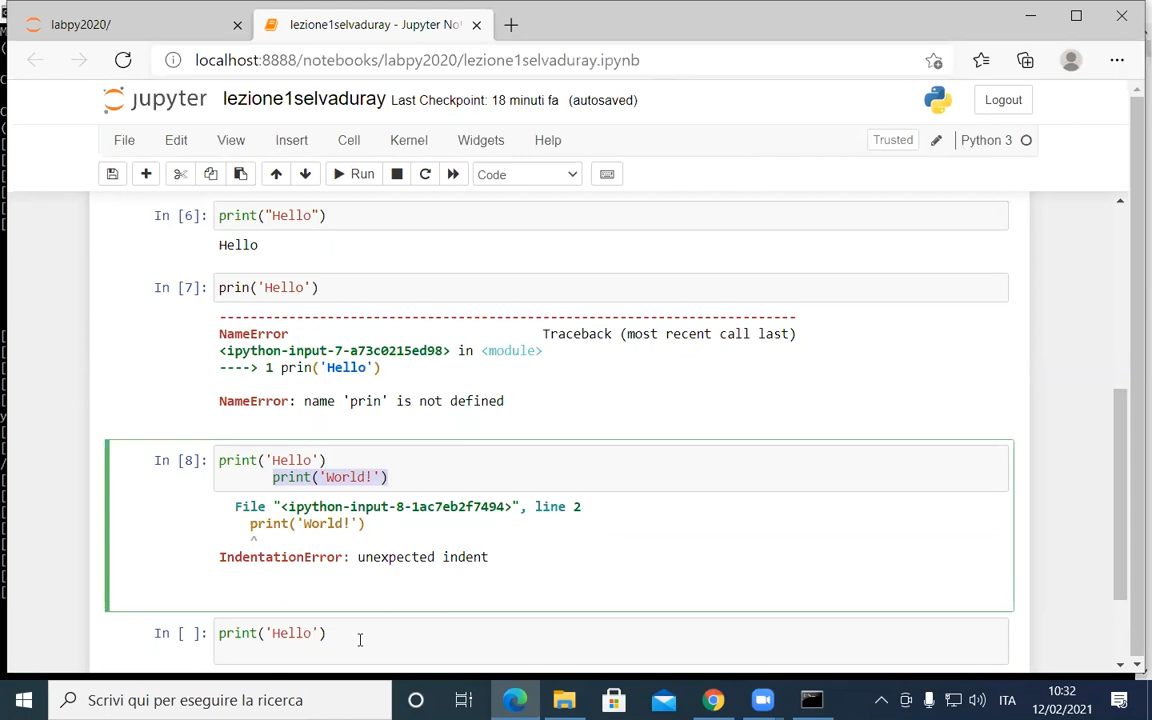 labpy2020/
lezione1selvaduray - Jupyter Not
localhost:8888/notebooks/labpy2020/lezione1selvaduray.ipynb
jupyter lezione1selvaduray Last Checkpoint: 18 minuti fa (autosaved)
Logout
File Edit View Insert Cell Kernel Widgets Help
Trusted
Python 3
Run
Code
In [6]: print("Hello")
Hello
In [7]: prin('Hello')
---------------------------------------------------------------------------
NameError Traceback (most recent call last)
<ipython-input-7-a73c0215ed98> in <module>
----> 1 prin('Hello')
NameError: name 'prin' is not defined
In [8]: print('Hello')
print('World!')
File "<ipython-input-8-1ac7eb2f7494>", line 2
print('World!')
^
IndentationError: unexpected indent
In [ ]: print('Hello')
Scrivi qui per eseguire la ricerca
ITA
10:32
12/02/2021